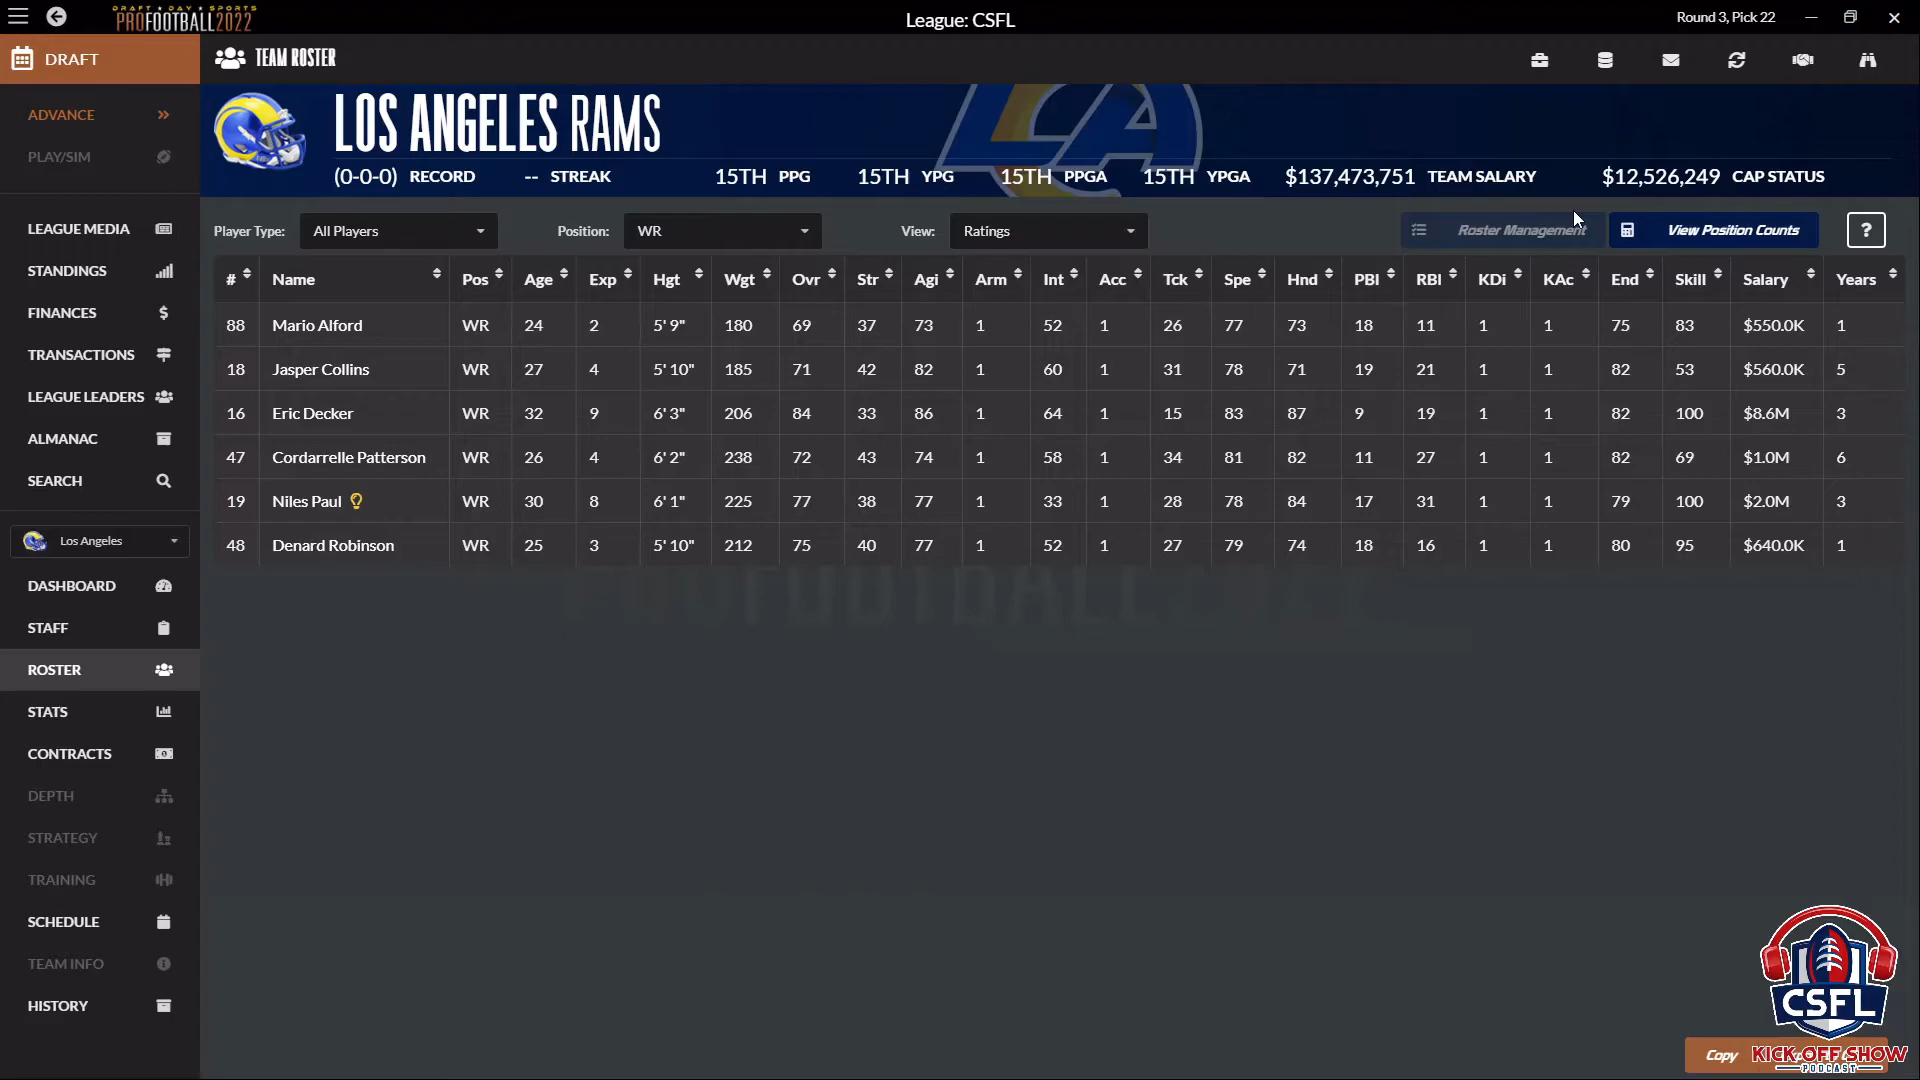 DRAFT DAY SPORTS
PROFOOTBALL2022
League: CSFL
Round 3, Pick 22
DRAFT
TEAM ROSTER
ADVANCE
PLAY/SIM
LOS ANGELES RAMS
(0-0-0) RECORD -- STREAK 15TH PPG 15TH YPG 15TH PPGA 15TH YPGA $137,473,751 TEAM SALARY $12,526,249 CAP STATUS
LEAGUE MEDIA
STANDINGS
FINANCES
TRANSACTIONS
LEAGUE LEADERS
ALMANAC
SEARCH
Los Angeles
DASHBOARD
STAFF
ROSTER
STATS
CONTRACTS
DEPTH
STRATEGY
TRAINING
SCHEDULE
TEAM INFO
HISTORY
Player Type: All Players Position: WR View: Ratings Roster Management View Position Counts ?
# Name Pos Age Exp Hgt Wgt Ovr Str Agi Arm Int Acc Tck Spe Hnd PBl RBl KDi KAc End Skill Salary Years
88 Mario Alford WR 24 2 5' 9" 180 69 37 73 1 52 1 26 77 73 18 11 1 1 75 83 $550.0K 1
18 Jasper Collins WR 27 4 5' 10" 185 71 42 82 1 60 1 31 78 71 19 21 1 1 82 53 $560.0K 5
16 Eric Decker WR 32 9 6' 3" 206 84 33 86 1 64 1 15 83 87 9 19 1 1 82 100 $8.6M 3
47 Cordarrelle Patterson WR 26 4 6' 2" 238 72 43 74 1 58 1 34 81 82 11 27 1 1 82 69 $1.0M 6
19 Niles Paul WR 30 8 6' 1" 225 77 38 77 1 33 1 28 78 84 17 31 1 1 79 100 $2.0M 3
48 Denard Robinson WR 25 3 5' 10" 212 75 40 77 1 52 1 27 79 74 18 16 1 1 80 95 $640.0K 1
PROFOOTBALL2022
CSFL
Copy
KICK OFF SHOW
PODCAST